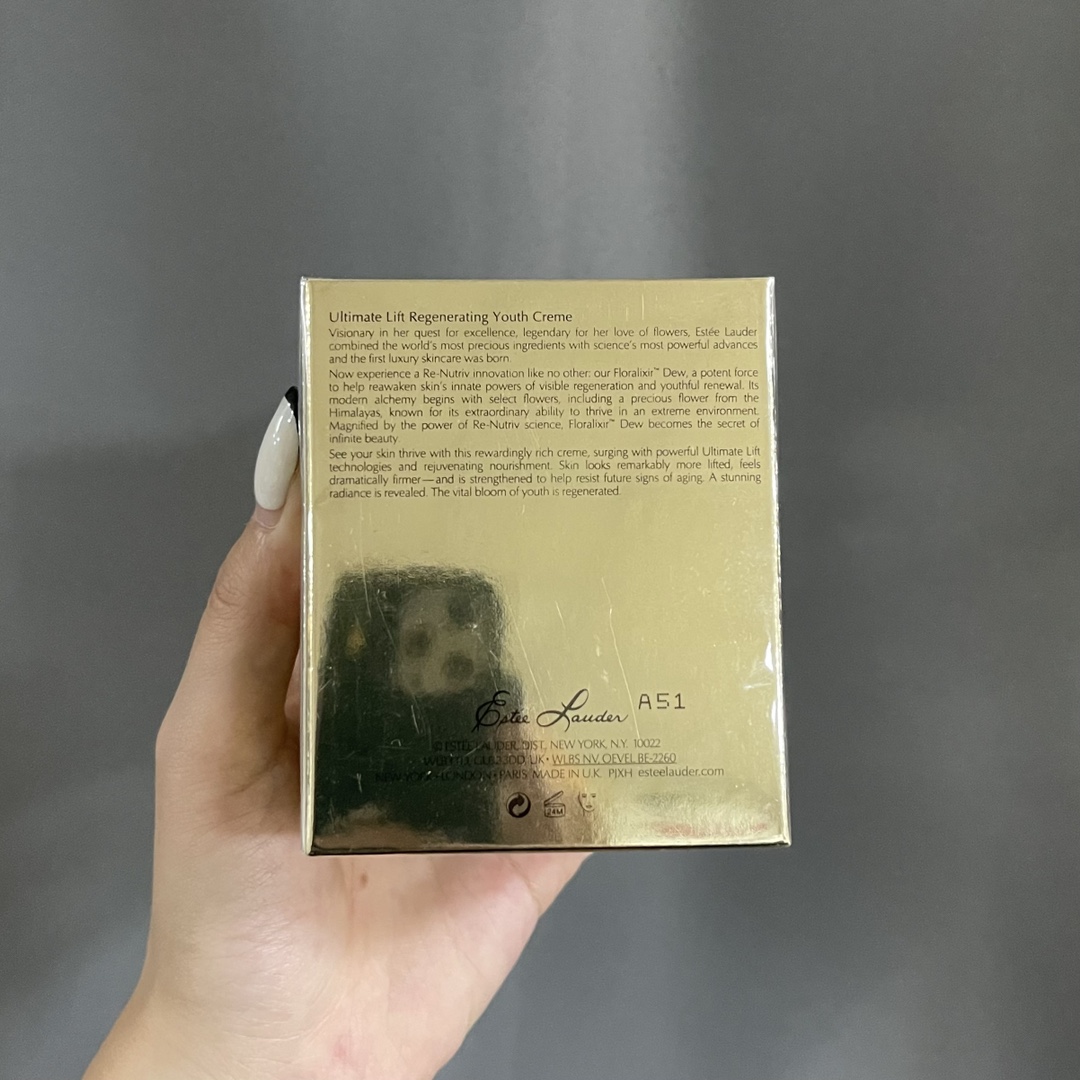 Ultimate Lift Regenerating Youth Creme
Visionary in her quest for excellence, legendary for her love of flowers, Estée Lauder
combined the world's most precious ingredients with science's most powerful advances
and the first luxury skincare was born.
Now experience a Re-Nutriv innovation like no other: our Floralixir™ Dew, a potent force
to help reawaken skin's innate powers of visible regeneration and youthful renewal. Its
modern alchemy begins with select flowers, including a precious flower from the
Himalayas, known for its extraordinary ability to thrive in an extreme environment.
Magnified by the power of Re-Nutriv science, Floralixir™ Dew becomes the secret of
infinite beauty.
See your skin thrive with this rewardingly rich creme, surging with powerful Ultimate Lift
technologies and rejuvenating nourishment. Skin looks remarkably more lifted, feels
dramatically firmer—and is strengthened to help resist future signs of aging. A stunning
radiance is revealed. The vital bloom of youth is regenerated.
Estée Lauder A51
© ESTÉE LAUDER, DIST., NEW YORK, N.Y. 10022
UK • WLBS NV, OEVEL BE-2260
NEW YORK • LONDON • PARIS MADE IN U.K. PJXH esteelauder.com
24M